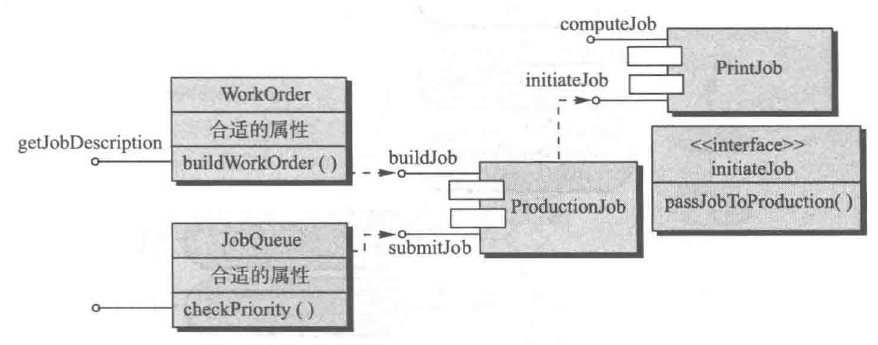 computeJob
PrintJob
initiateJob
WorkOrder
合适的属性
getJobDescription
buildWorkOrder ( )
<<interface>>
initiateJob
passJobToProduction( )
buildJob
ProductionJob
submitJob
JobQueue
合适的属性
checkPriority ( )